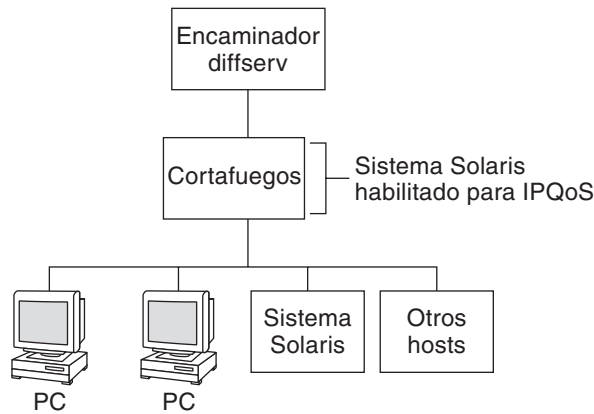 Encaminador
diffserv
Cortafuegos
Sistema Solaris
habilitado para IPQoS
Sistema
Solaris
Otros
hosts
PC
PC